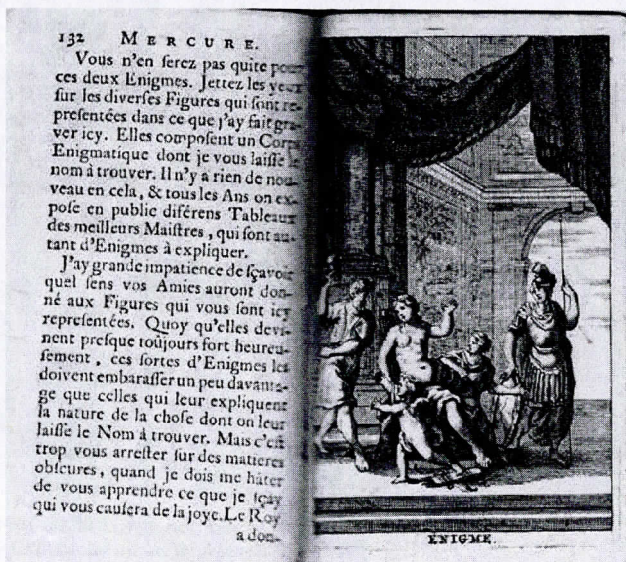 132 MERCURE.
Vous n'en ſerez pas quite
ces deux Enigmes. Jettez les yeux
ſur les diverſes Figures qui ſont re-
preſentées dans ce que j'ay fait gra-
ver icy. Elles compoſent un Corps
Enigmatique dont je vous laiſſe le
nom à trouver. Il n'y a rien de nou-
veau en cela, & tous les Ans on ex-
poſe en public diférens Tableaux
des meilleurs Maiſtres, qui ſont au-
tant d'Enigmes à expliquer.
J'ay grande impatience de ſçavoir
quel ſens vos Amies auront don-
né aux Figures qui vous ſont icy
repreſentées. Quoy qu'elles devi-
nent preſque toûjours fort heureu-
ſement, ces ſortes d'Enigmes les
doivent embaraſſer un peu davanta-
ge que celles qui leur expliquent
la nature de la choſe dont on leur
laiſſe le Nom à trouver. Mais c'eſt
trop vous arreſter ſur des matieres
obſcures, quand je dois me hâter
de vous apprendre ce que je ſçay
qui vous cauſera de la joye. Le Roy
a don-
ENIGME.